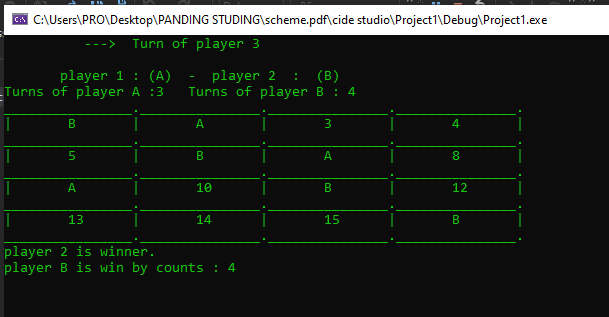 C:\Users\PRO\Desktop\PANDING STUDING\scheme.pdf\cide studio\Project1\Debug\Project1.exe
---> Turn of player 3
player 1 : (A) - player 2 : (B)
Turns of player A :3 Turns of player B : 4
| B | A | 3 | 4 |
| 5 | B | A | 8 |
| A | 10 | B | 12 |
| 13 | 14 | 15 | B |
player 2 is winner.
player B is win by counts : 4